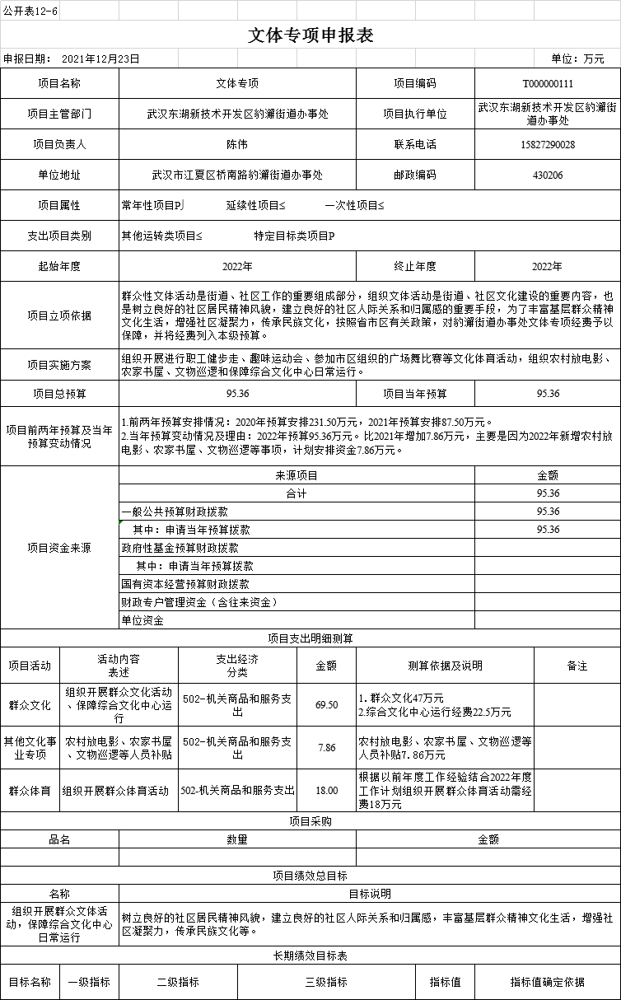 公开表12-6
文体专项申报表
申报日期： 2021年12月23日 单位：万元
项目名称 文体专项 项目编码 T000000111
项目主管部门 武汉东湖新技术开发区豹澥街道办事处 项目执行单位 武汉东湖新技术开发区豹澥街道办事处
项目负责人 陈伟 联系电话 15827290028
单位地址 武汉市江夏区桥南路豹澥街道办事处 邮政编码 430206
项目属性 常年性项目P 延续性项目≤ 一次性项目≤
支出项目类别 其他运转类项目≤ 特定目标类项目P
起始年度 2022年 终止年度 2022年
项目立项依据
群众性文体活动是街道、社区工作的重要组成部分，组织文体活动是街道、社区文化建设的重要内容，也
是树立良好的社区居民精神风貌，建立良好的社区人际关系和归属感的重要手段，为了丰富基层群众精神
文化生活，增强社区凝聚力，传承民族文化，按照省市区有关政策，对豹澥街道办事处文体专项经费予以
保障，并将经费列入本级预算。
项目实施方案
组织开展进行职工健步走、趣味运动会、参加市区组织的广场舞比赛等文化体育活动，组织农村放电影、
农家书屋、文物巡逻和保障综合文化中心日常运行。
项目总预算 95.36 项目当年预算 95.36
项目前两年预算及当年
预算变动情况
1.前两年预算安排情况：2020年预算安排231.50万元，2021年预算安排87.50万元。
2.当年预算变动情况及理由：2022年预算95.36万元。比2021年增加7.86万元，主要是因为2022年新增农村放
电影、农家书屋、文物巡逻等事项，计划安排资金7.86万元。
项目资金来源
来源项目 金额
合计 95.36
一般公共预算财政拨款 95.36
其中：申请当年预算拨款 95.36
政府性基金预算财政拨款
其中：申请当年预算拨款
国有资本经营预算财政拨款
财政专户管理资金（含往来资金）
单位资金
项目支出明细测算
项目活动 活动内容
表述 支出经济
分类 金额 测算依据及说明 备注
群众文化
组织开展群众文化活动
、保障综合文化中心运
行
502-机关商品和服务支
出
69.50
1.群众文化47万元
2.综合文化中心运行经费22.5万元
其他文化事
业专项
农村放电影、农家书屋
、文物巡逻等人员补贴
502-机关商品和服务支
出
7.86
农村放电影、农家书屋、文物巡逻等
人员补贴7.86万元
群众体育
组织开展群众体育活动
502-机关商品和服务支出
18.00
根据以前年度工作经验结合2022年度
工作计划组织开展群众体育活动需经
费18万元
项目采购
品名 数量 金额
项目绩效总目标
名称 目标说明
组织开展群众文体活
动，保障综合文化中心
日常运行
树立良好的社区居民精神风貌，建立良好的社区人际关系和归属感，丰富基层群众精神文化生活，增强社
区凝聚力，传承民族文化等。
长期绩效目标表
目标名称 一级指标 二级指标 三级指标 指标值 指标值确定依据